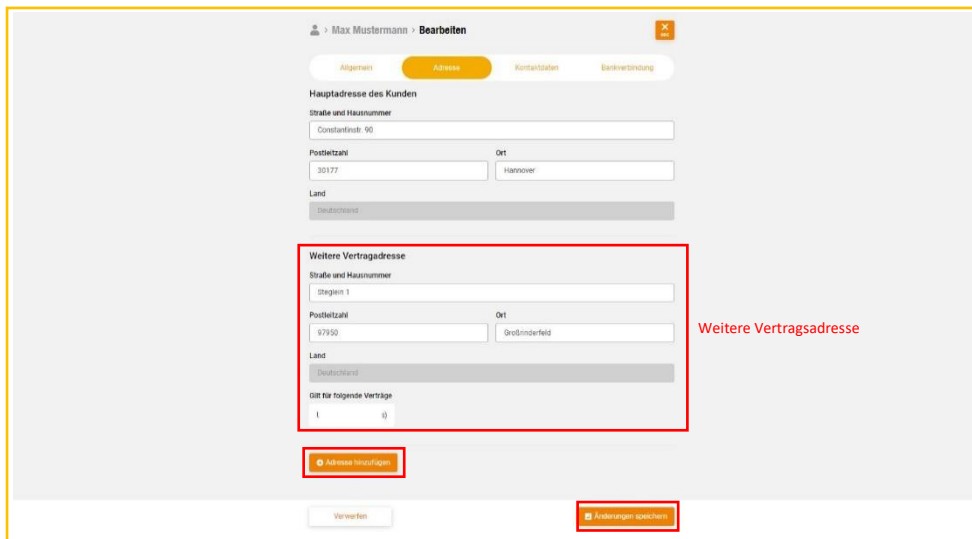 › Max Mustermann › Bearbeiten
ESC
Allgemein Adresse Kontaktdaten Bankverbindung
Hauptadresse des Kunden
Straße und Hausnummer
Constantinstr. 90
Postleitzahl Ort
30177 Hannover
Land
Deutschland
Weitere Vertragadresse
Straße und Hausnummer
Steglein 1
Postleitzahl Ort
97950 Großrinderfeld
Weitere Vertragsadresse
Land
Deutschland
Gilt für folgende Verträge
Adresse hinzufügen
Verwerfen Änderungen speichern